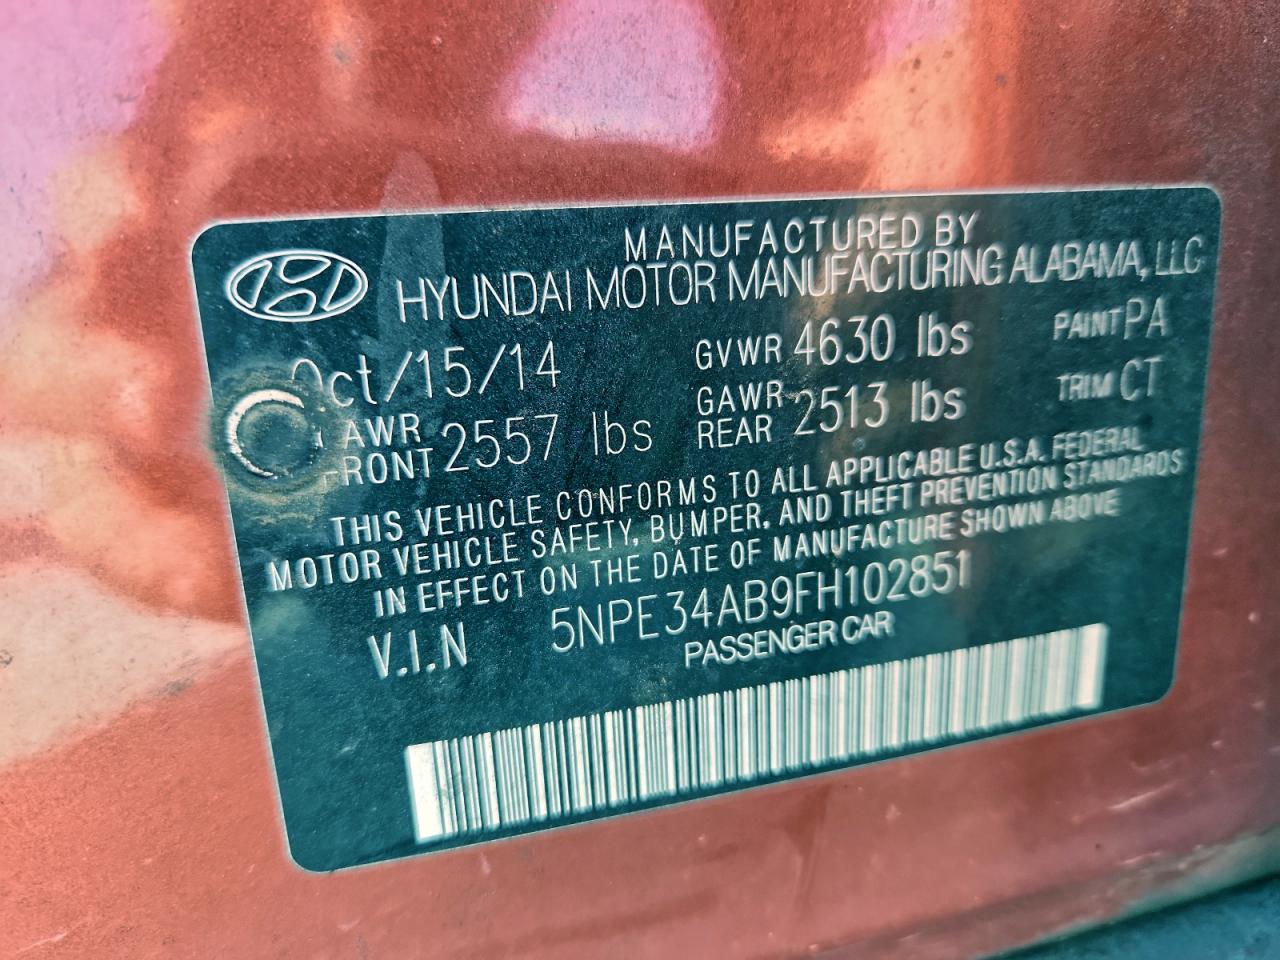 MANUFACTURED BY
HYUNDAI MOTOR MANUFACTURING ALABAMA, LLC
Oct/15/14 GVWR 4630 lbs PAINT PA
AWR FRONT 2557 lbs GAWR REAR 2513 lbs TRIM CT
THIS VEHICLE CONFORMS TO ALL APPLICABLE U.S.A. FEDERAL
MOTOR VEHICLE SAFETY, BUMPER, AND THEFT PREVENTION STANDARDS
IN EFFECT ON THE DATE OF MANUFACTURE SHOWN ABOVE
V.I.N 5NPE34AB9FH102851
PASSENGER CAR